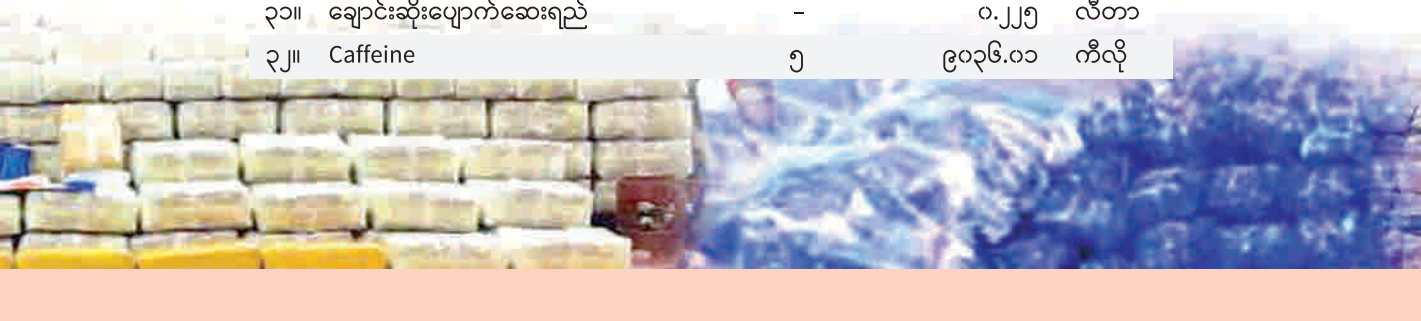 ၃၁။ ချောင်းဆိုးပျောက်ဆေးရည် – ၀.၂၂၅ လီတာ
၃၂။ Caffeine ၅ ၉၀၃၆.၀၁ ကီလို